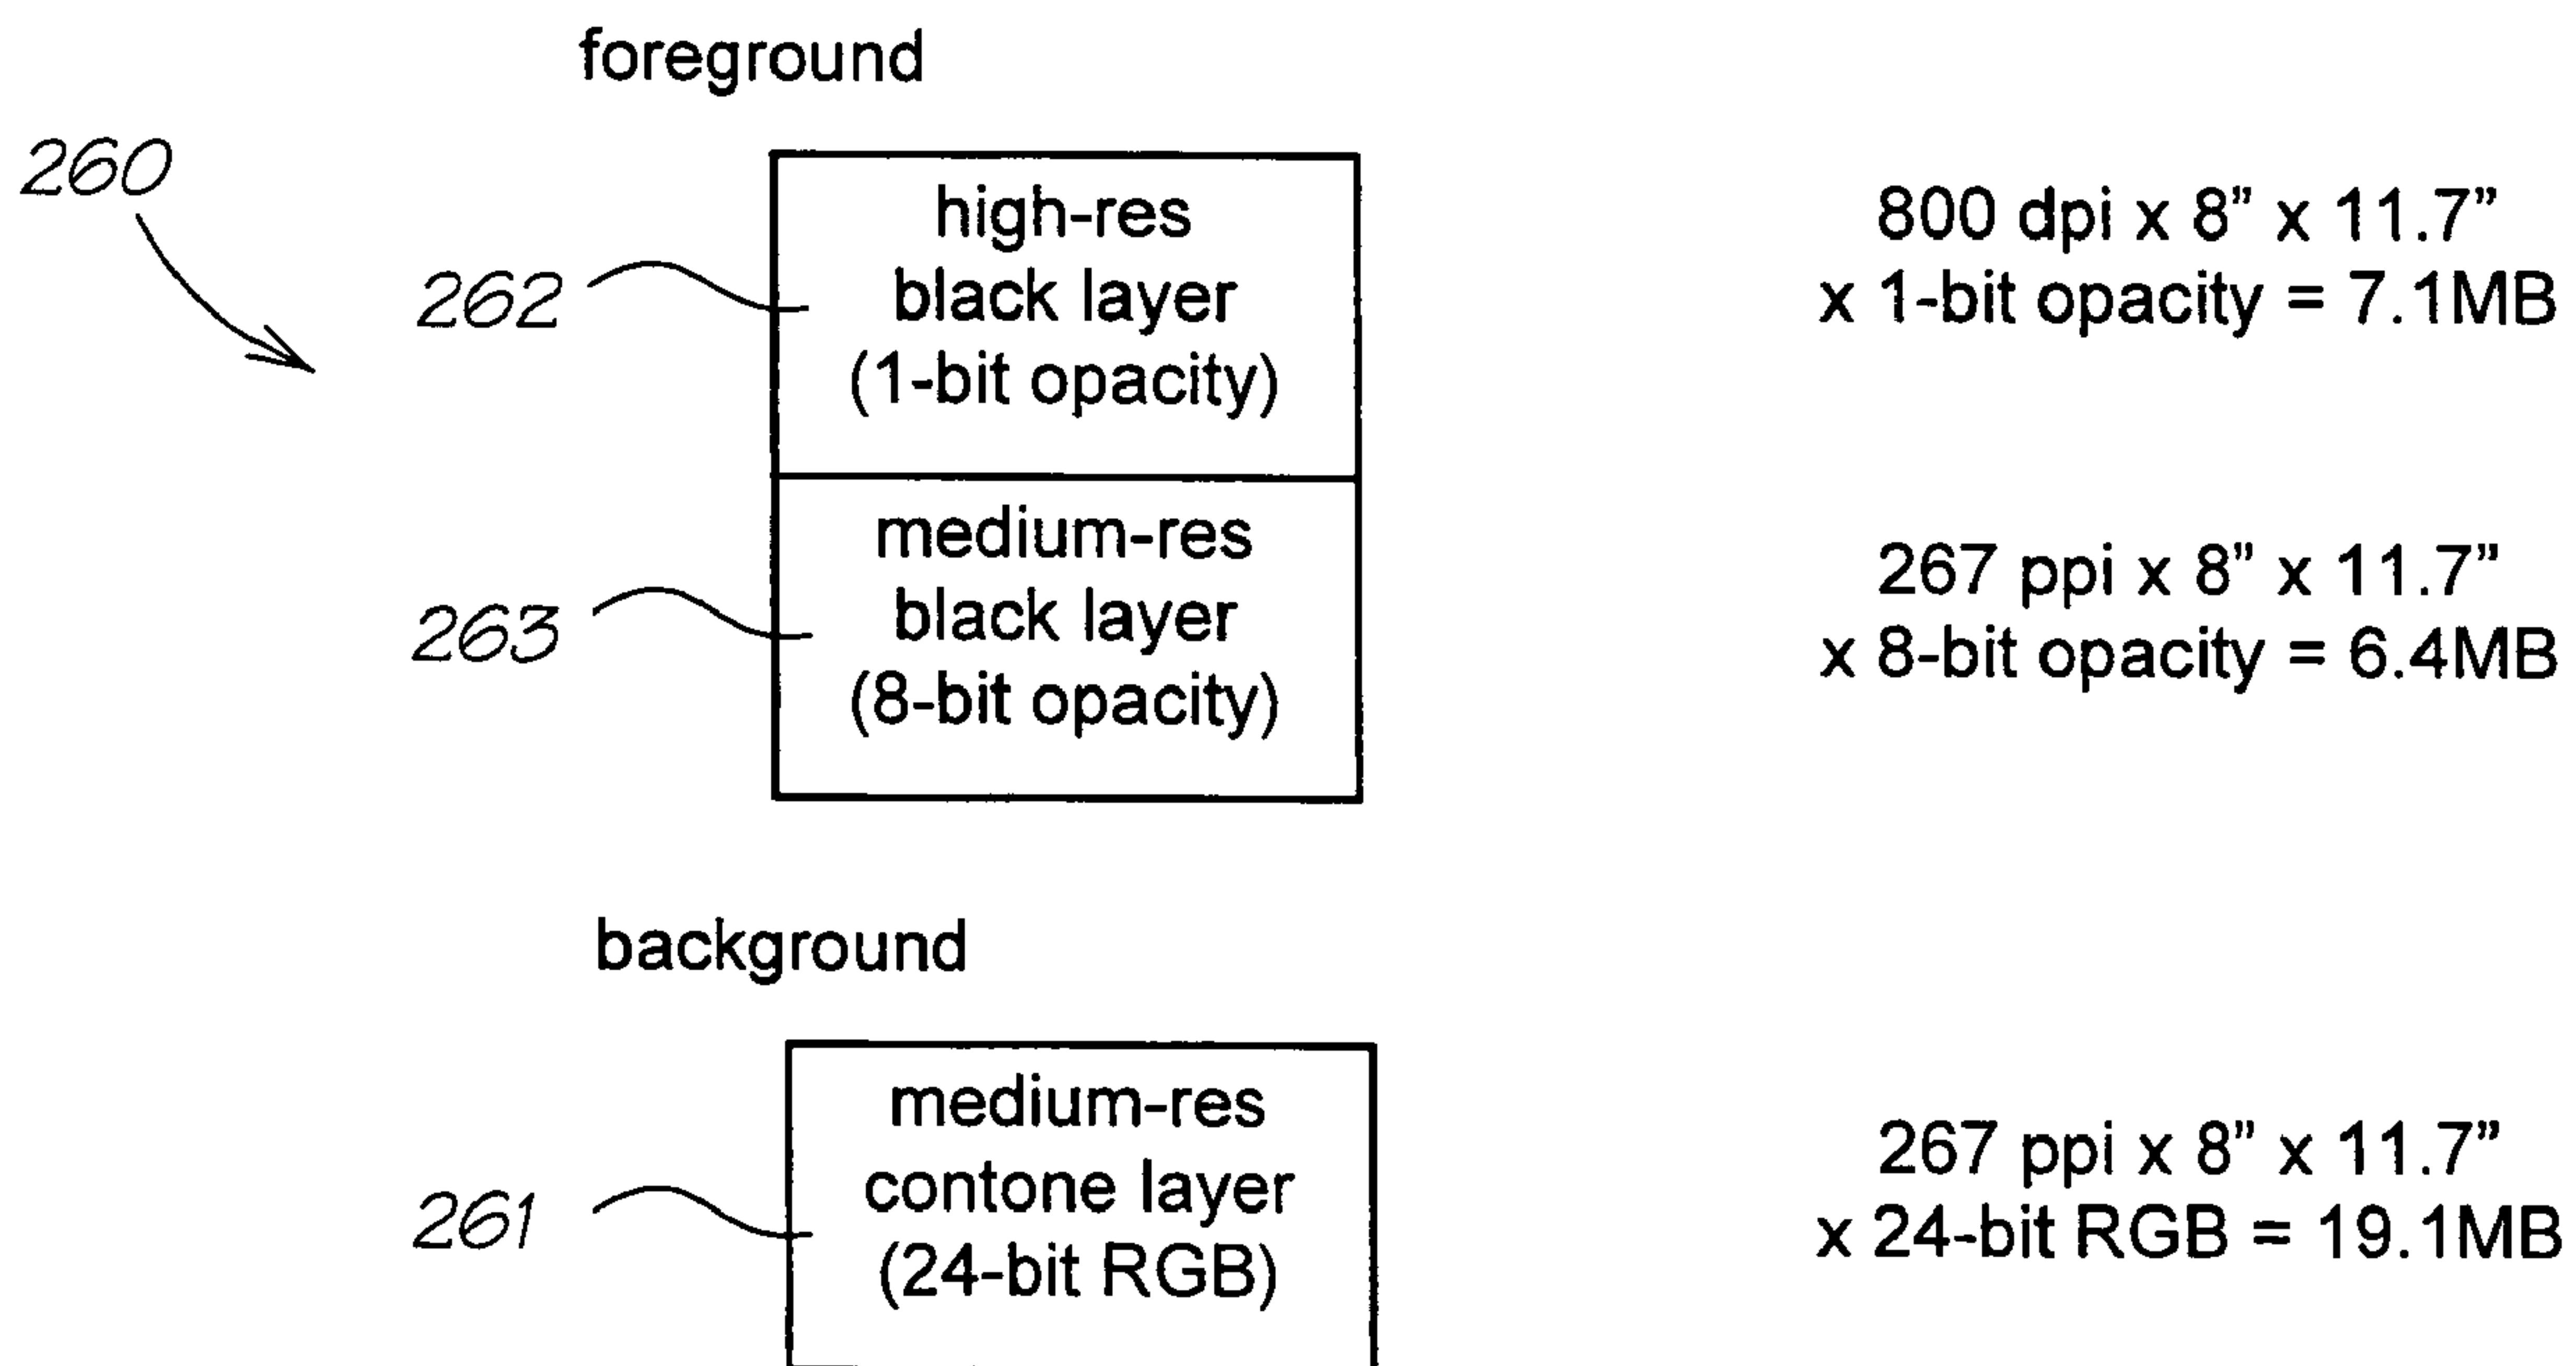 foreground
260
262
high-res
black layer
(1-bit opacity)
800 dpi x 8” x 11.7”
x 1-bit opacity = 7.1MB
263
medium-res
black layer
(8-bit opacity)
267 ppi x 8” x 11.7”
x 8-bit opacity = 6.4MB
background
261
medium-res
contone layer
(24-bit RGB)
267 ppi x 8” x 11.7”
x 24-bit RGB = 19.1MB